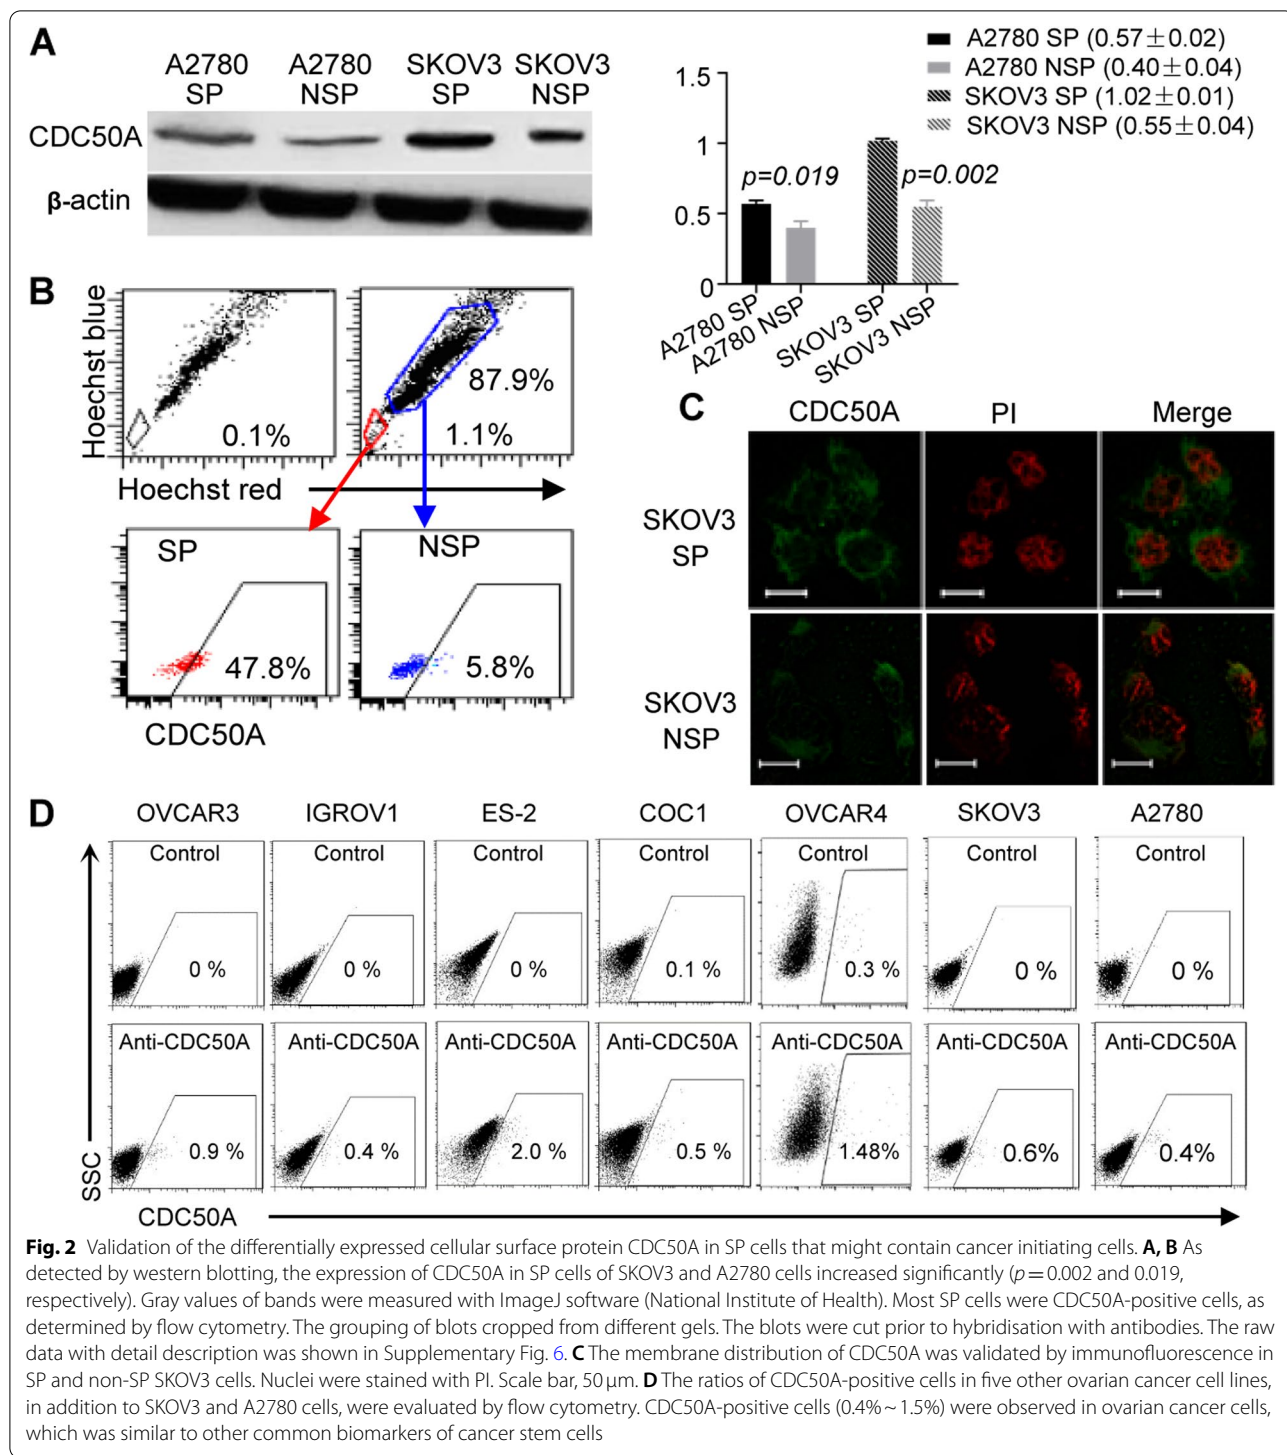 A
A2780 SP
A2780 NSP
SKOV3 SP
SKOV3 NSP
CDC50A
β-actin
A2780 SP (0.57±0.02)
A2780 NSP (0.40±0.04)
SKOV3 SP (1.02±0.01)
SKOV3 NSP (0.55±0.04)
1.5
1
0.5
0
p=0.019
p=0.002
A2780 SP
A2780 NSP
SKOV3 SP
SKOV3 NSP
B
Hoechst blue
0.1%
87.9%
1.1%
Hoechst red
SP
47.8%
NSP
5.8%
CDC50A
C
CDC50A
PI
Merge
SKOV3 SP
SKOV3 NSP
D
OVCAR3
IGROV1
ES-2
COC1
OVCAR4
SKOV3
A2780
Control
Control
Control
Control
Control
Control
Control
0 %
0 %
0 %
0.1 %
0.3 %
0 %
0 %
Anti-CDC50A
Anti-CDC50A
Anti-CDC50A
Anti-CDC50A
Anti-CDC50A
Anti-CDC50A
Anti-CDC50A
0.9 %
0.4 %
2.0 %
0.5 %
1.48%
0.6%
0.4%
SSC
CDC50A
Fig. 2 Validation of the differentially expressed cellular surface protein CDC50A in SP cells that might contain cancer initiating cells. A, B As
detected by western blotting, the expression of CDC50A in SP cells of SKOV3 and A2780 cells increased significantly (p = 0.002 and 0.019,
respectively). Gray values of bands were measured with ImageJ software (National Institute of Health). Most SP cells were CDC50A-positive cells, as
determined by flow cytometry. The grouping of blots cropped from different gels. The blots were cut prior to hybridisation with antibodies. The raw
data with detail description was shown in Supplementary Fig. 6. C The membrane distribution of CDC50A was validated by immunofluorescence in
SP and non-SP SKOV3 cells. Nuclei were stained with PI. Scale bar, 50 μm. D The ratios of CDC50A-positive cells in five other ovarian cancer cell lines,
in addition to SKOV3 and A2780 cells, were evaluated by flow cytometry. CDC50A-positive cells (0.4% ~ 1.5%) were observed in ovarian cancer cells,
which was similar to other common biomarkers of cancer stem cells